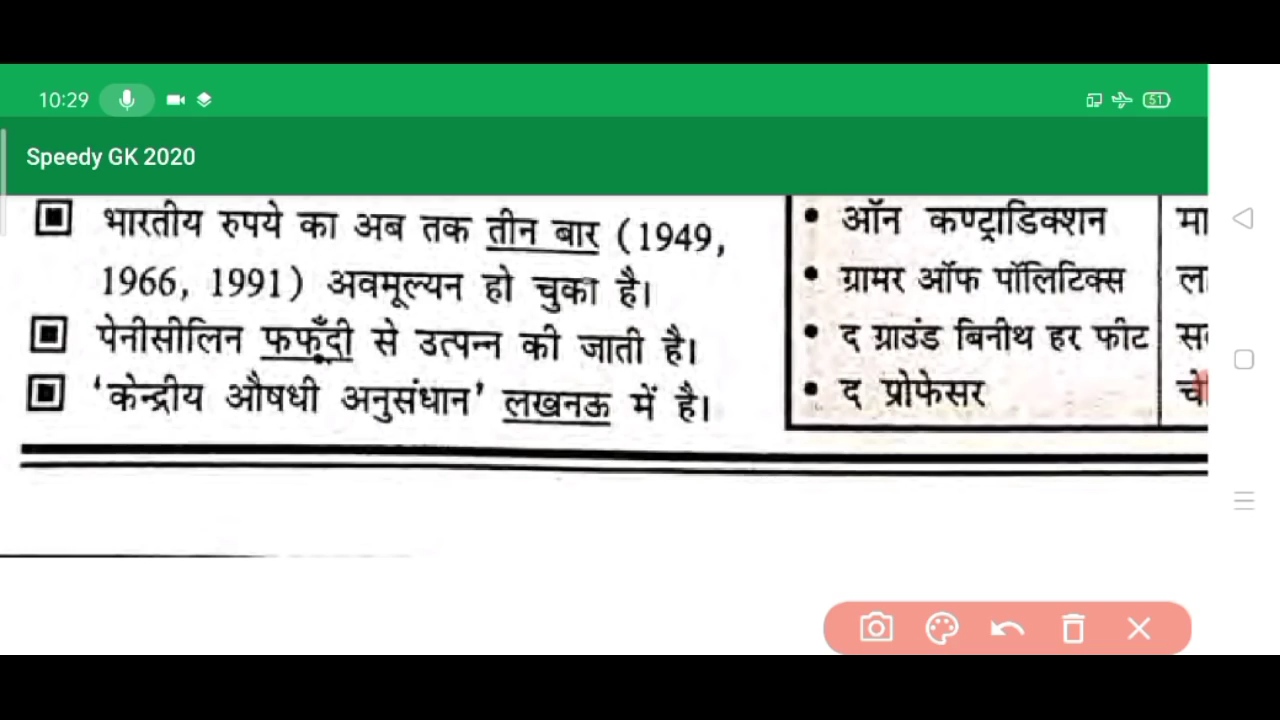 10:29
51
Speedy GK 2020
भारतीय रुपये का अब तक तीन बार (1949,
1966, 1991) अवमूल्यन हो चुका है।
पेनीसीलिन फफूँदी से उत्पन्न की जाती है।
'केन्द्रीय औषधी अनुसंधान' लखनऊ में है।
• ऑन कण्ट्राडिक्शन मा
• ग्रामर ऑफ पॉलिटिक्स ल
• द ग्राउंड बिनीथ हर फीट
• द प्रोफेसर चे